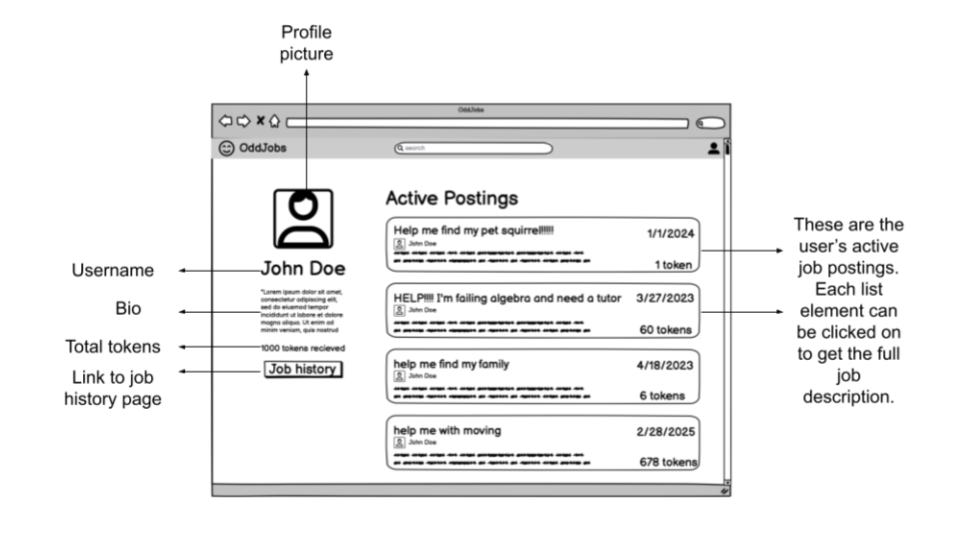 Profile
picture
OddJobs
OddJobs
search
Active Postings
Help me find my pet squirrel!!!!!
1/1/2024
John Doe
1 token
HELP!!!! I'm failing algebra and need a tutor
3/27/2023
John Doe
60 tokens
help me find my family
4/18/2023
John Doe
6 tokens
help me with moving
2/28/2025
John Doe
678 tokens
John Doe
"Lorem ipsum dolor sit amet,
consectetur adipiscing elit,
sed do eiusmod tempor
incididunt ut labore et dolore
magna aliqua. Ut enim ad
minim veniam, quis nostrud
1000 tokens recieved
Job history
Username
Bio
Total tokens
Link to job
history page
These are the
user's active
job postings.
Each list
element can
be clicked on
to get the full
job
description.